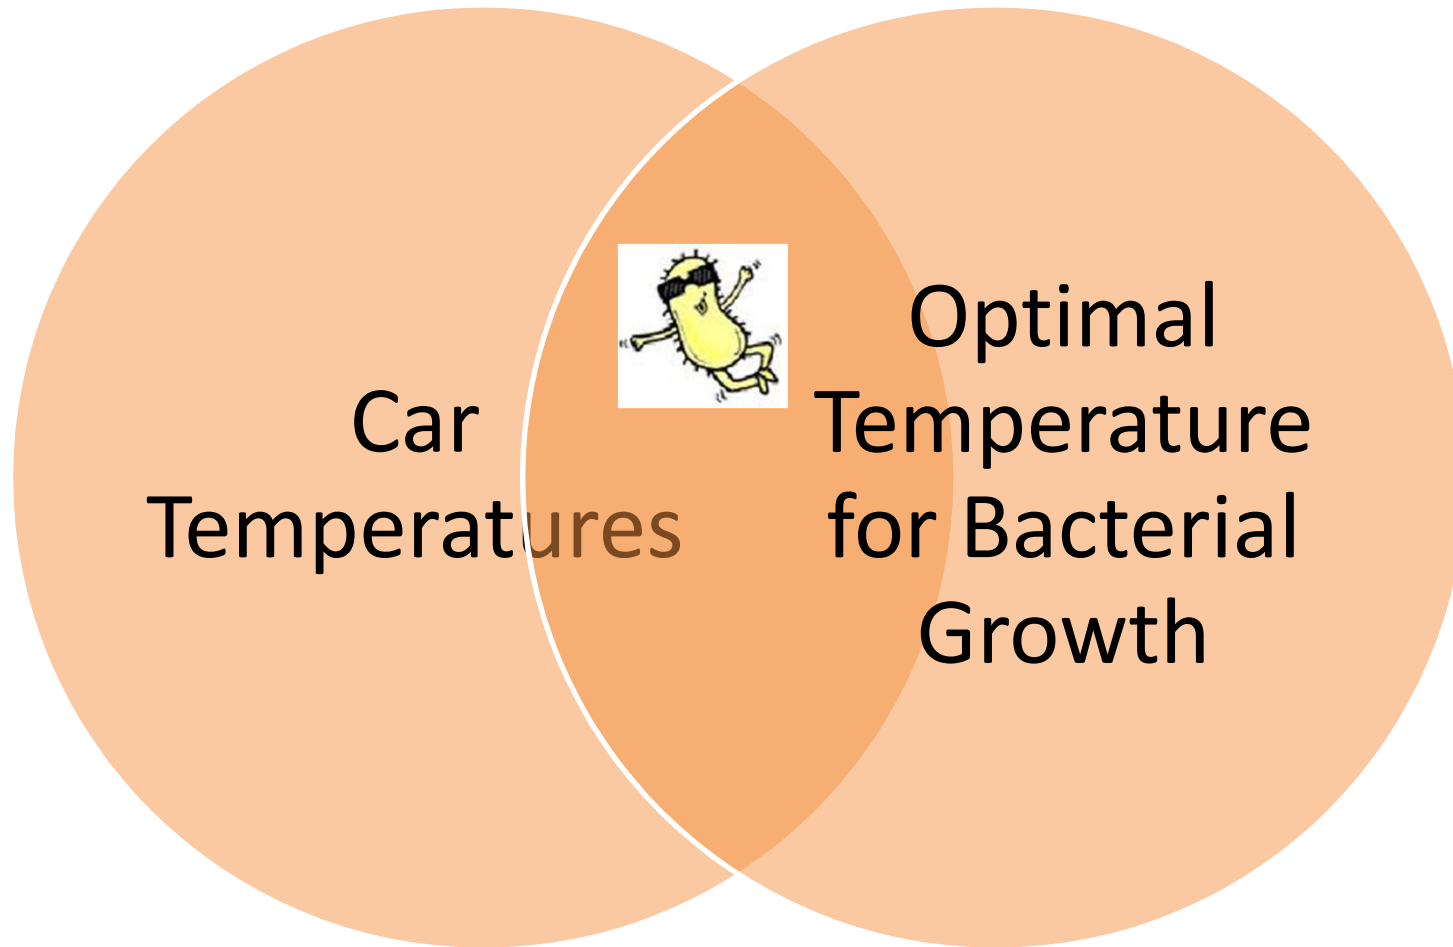 Car
Temperatures
Optimal
Temperature
for Bacterial
Growth